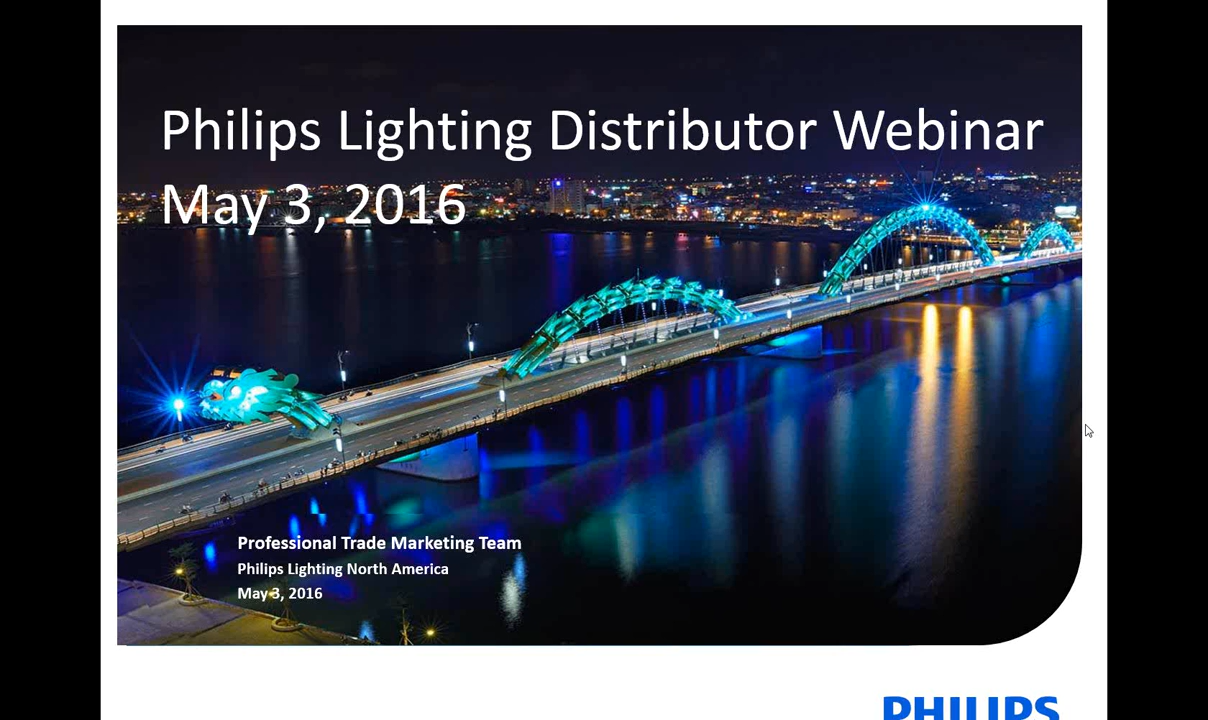 Philips Lighting Distributor Webinar
May 3, 2016
Professional Trade Marketing Team
Philips Lighting North America
May 3, 2016
PHILIPS